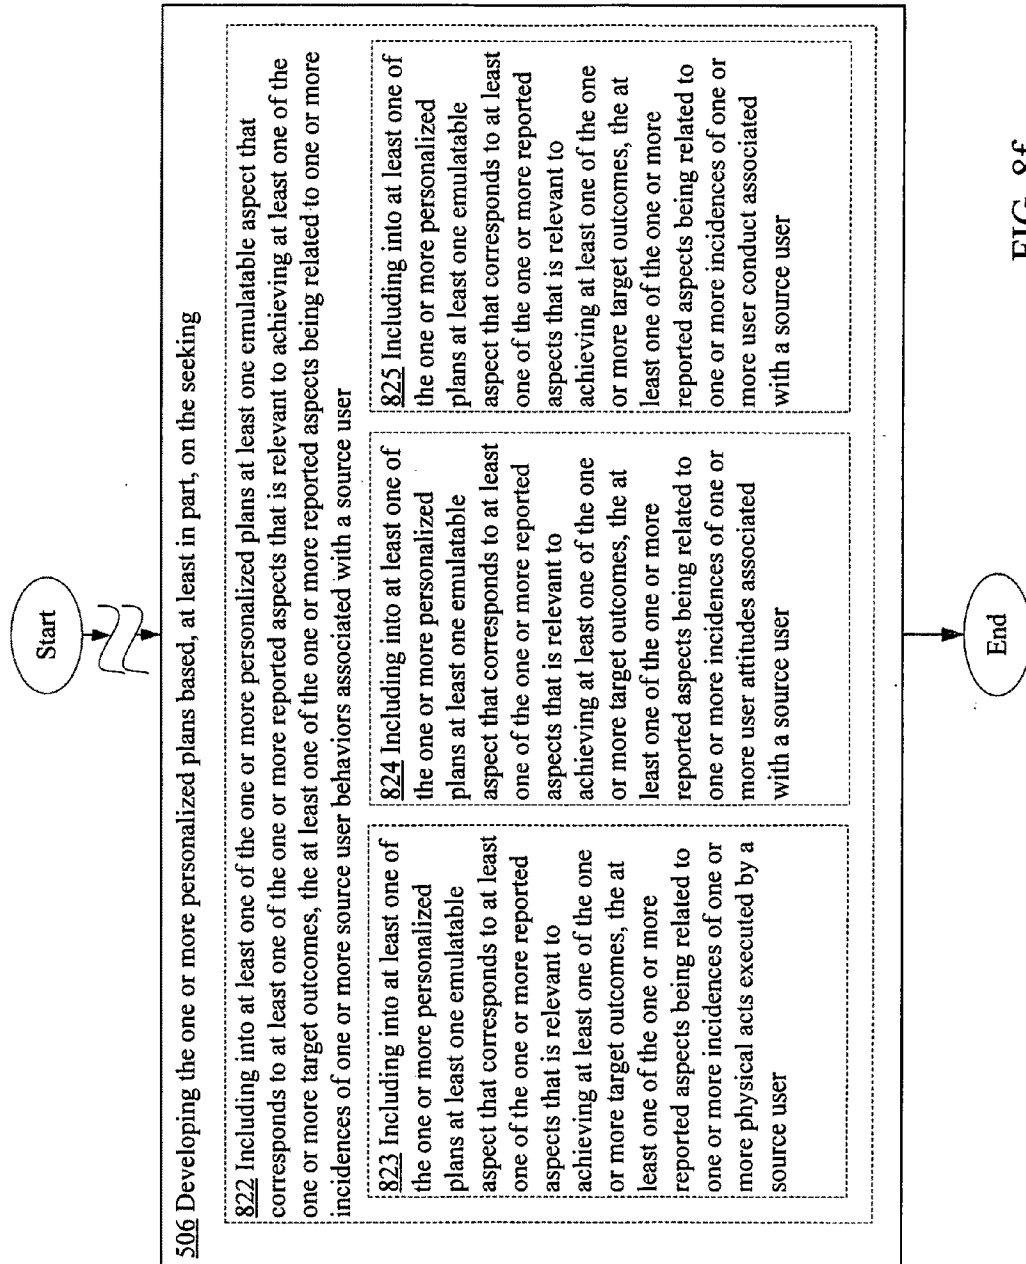 Start
506 Developing the one or more personalized plans based, at least in part, on the seeking
822 Including into at least one of the one or more personalized plans at least one emulatable aspect that
corresponds to at least one of the one or more reported aspects that is relevant to achieving at least one of the
one or more target outcomes, the at least one of the one or more reported aspects being related to one or more
incidences of one or more source user behaviors associated with a source user
823 Including into at least one of
the one or more personalized
plans at least one emulatable
aspect that corresponds to at least
one of the one or more reported
aspects that is relevant to
achieving at least one of the one
or more target outcomes, the at
least one of the one or more
reported aspects being related to
one or more incidences of one or
more physical acts executed by a
source user
824 Including into at least one of
the one or more personalized
plans at least one emulatable
aspect that corresponds to at least
one of the one or more reported
aspects that is relevant to
achieving at least one of the one
or more target outcomes, the at
least one of the one or more
reported aspects being related to
one or more incidences of one or
more user attitudes associated
with a source user
825 Including into at least one of
the one or more personalized
plans at least one emulatable
aspect that corresponds to at least
one of the one or more reported
aspects that is relevant to
achieving at least one of the one
or more target outcomes, the at
least one of the one or more
reported aspects being related to
one or more incidences of one or
more user conduct associated
with a source user
End
FIG. 8f